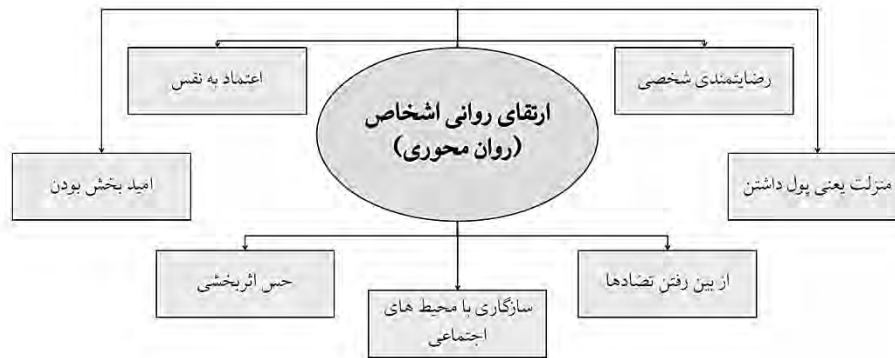 رضایتمندی شخصی
اعتماد به نفس
ارتقای روانی اشخاص
(روان محوری)
منزلت یعنی پول داشتن
امید بخش بودن
از بین رفتن تضادها
حس اثربخشی
سازگاری با محیط های
اجتماعی